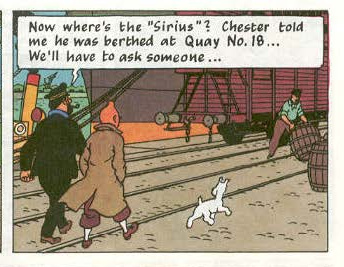 Now where's the "Sirius"? Chester told
me he was berthed at Quay No. 18...
We'll have to ask someone...